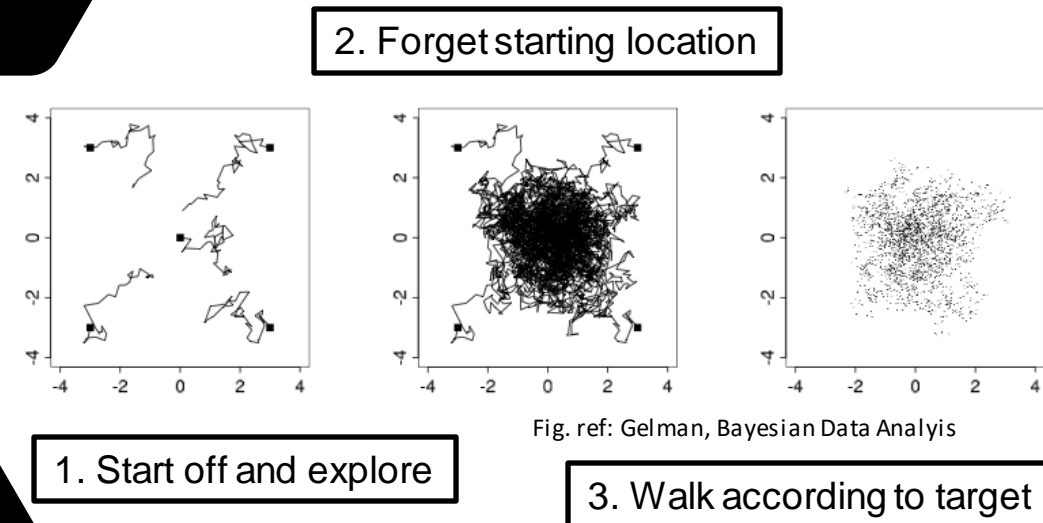 2. Forget starting location
4
2
0
-2
-4
-4 -2 0 2 4
4
2
0
-2
-4
-4 -2 0 2 4
4
2
0
-2
-4
-4 -2 0 2 4
Fig. ref: Gelman, Bayesian Data Analyis
1. Start off and explore
3. Walk according to target